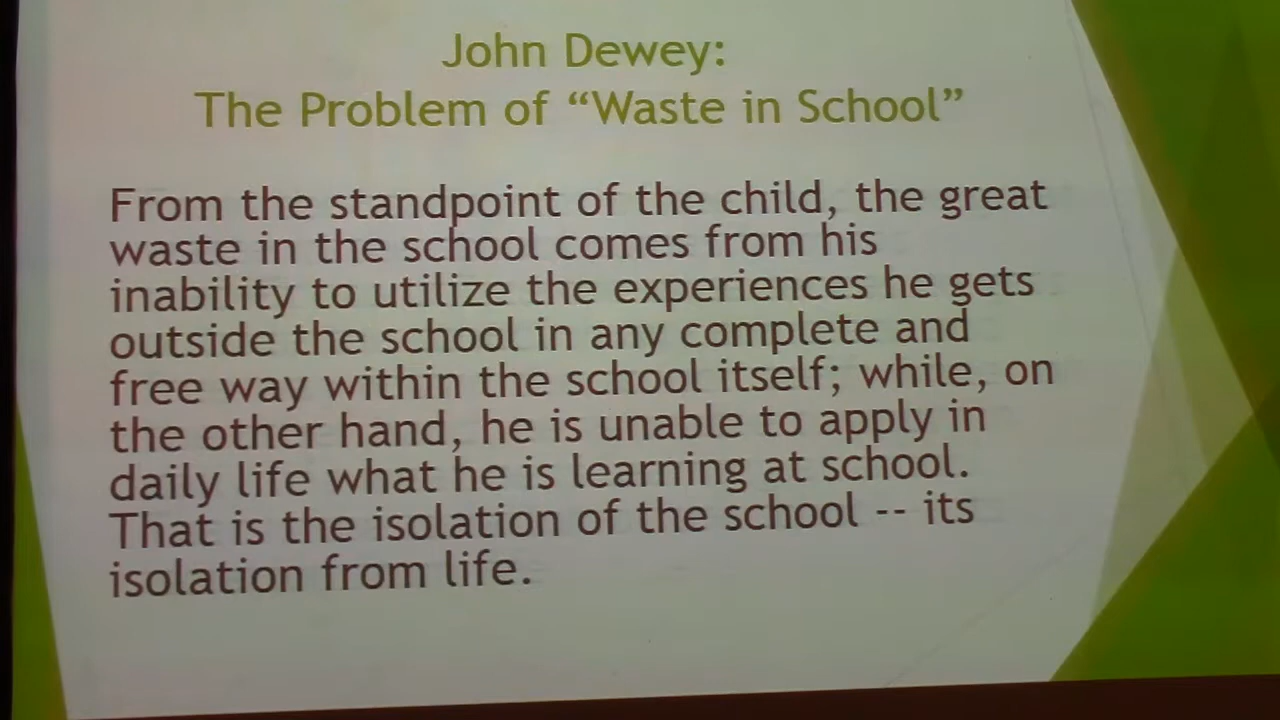 John Dewey:
The Problem of “Waste in School”
From the standpoint of the child, the great
waste in the school comes from his
inability to utilize the experiences he gets
outside the school in any complete and
free way within the school itself; while, on
the other hand, he is unable to apply in
daily life what he is learning at school.
That is the isolation of the school -- its
isolation from life.